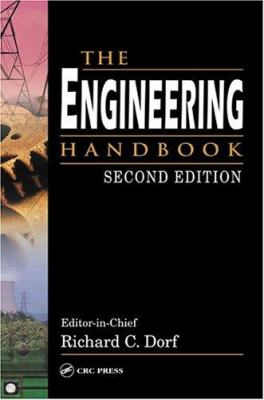 THE
ENGINEERING
HANDBOOK
SECOND EDITION
Editor-in-Chief
Richard C. Dorf
CRC PRESS